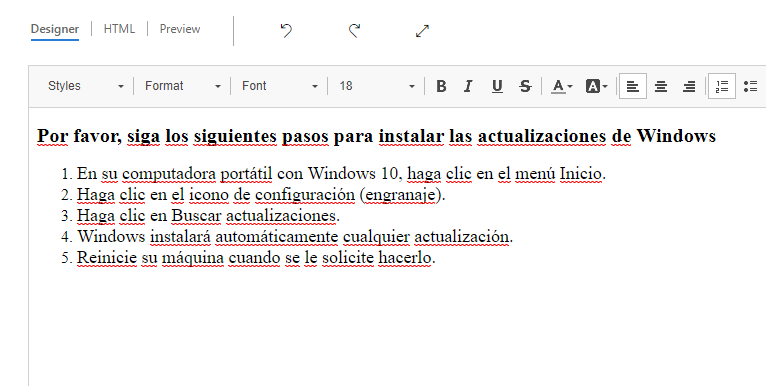 Designer HTML Preview
Styles Format Font 18 B I U S A A
Por favor, siga los siguientes pasos para instalar las actualizaciones de Windows
1. En su computadora portátil con Windows 10, haga clic en el menú Inicio.
2. Haga clic en el icono de configuración (engranaje).
3. Haga clic en Buscar actualizaciones.
4. Windows instalará automáticamente cualquier actualización.
5. Reinicie su máquina cuando se le solicite hacerlo.